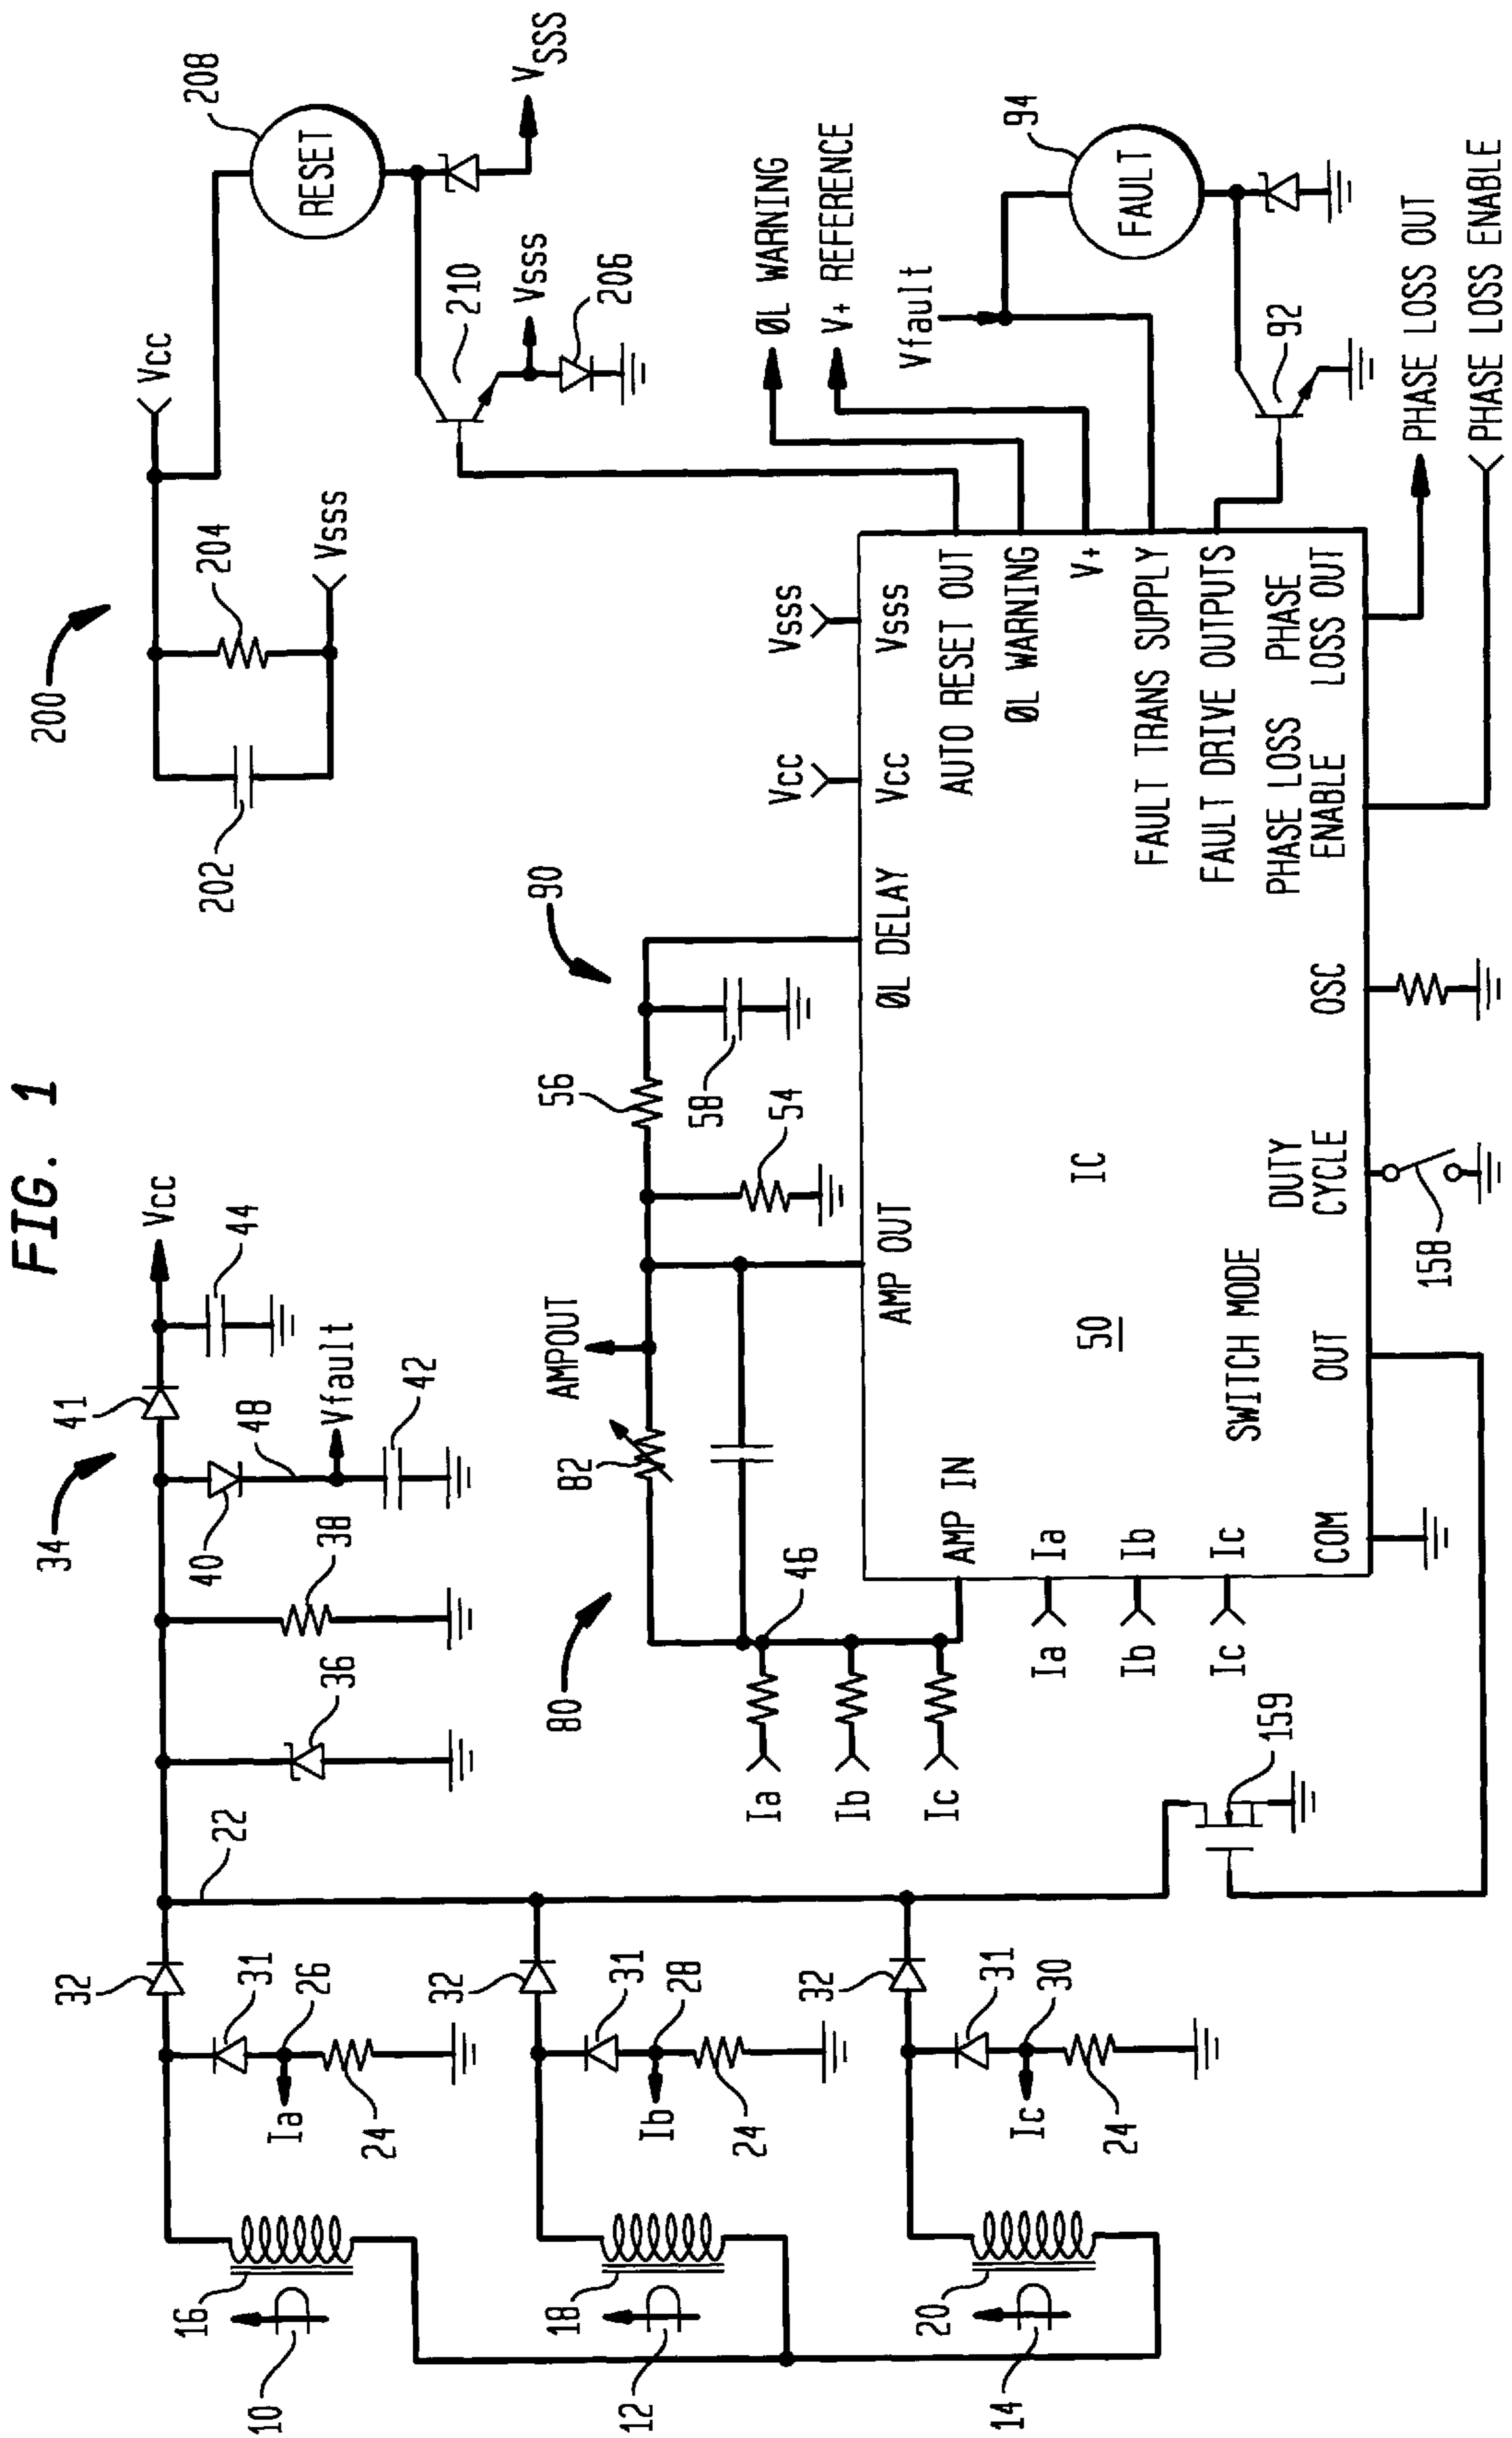 FIG. 1
200
Vcc
208
RESET
204
202
Vsss
210
Vsss
206
VSSS
34
41
Vcc
44
40
48
Vfault
42
38
36
22
32
31
26
Ia
24
16
10
32
31
28
Ib
24
18
12
32
31
30
Ic
24
20
14
80
82
AMPOUT
46
Ia
Ib
Ic
90
56
58
54
Vcc
Vsss
AMP OUT
ØL DELAY
Vcc
Vsss
AMP IN
Ia
Ia
Ib
Ib
Ic
Ic
COM
SWITCH MODE
OUT
IC
50
DUTY
CYCLE
OSC
AUTO RESET OUT
ØL WARNING
V+
FAULT TRANS SUPPLY
FAULT DRIVE OUTPUTS
PHASE LOSS
ENABLE
PHASE
LOSS OUT
ØL WARNING
V+ REFERENCE
Vfault
94
FAULT
92
PHASE LOSS OUT
PHASE LOSS ENABLE
158
159